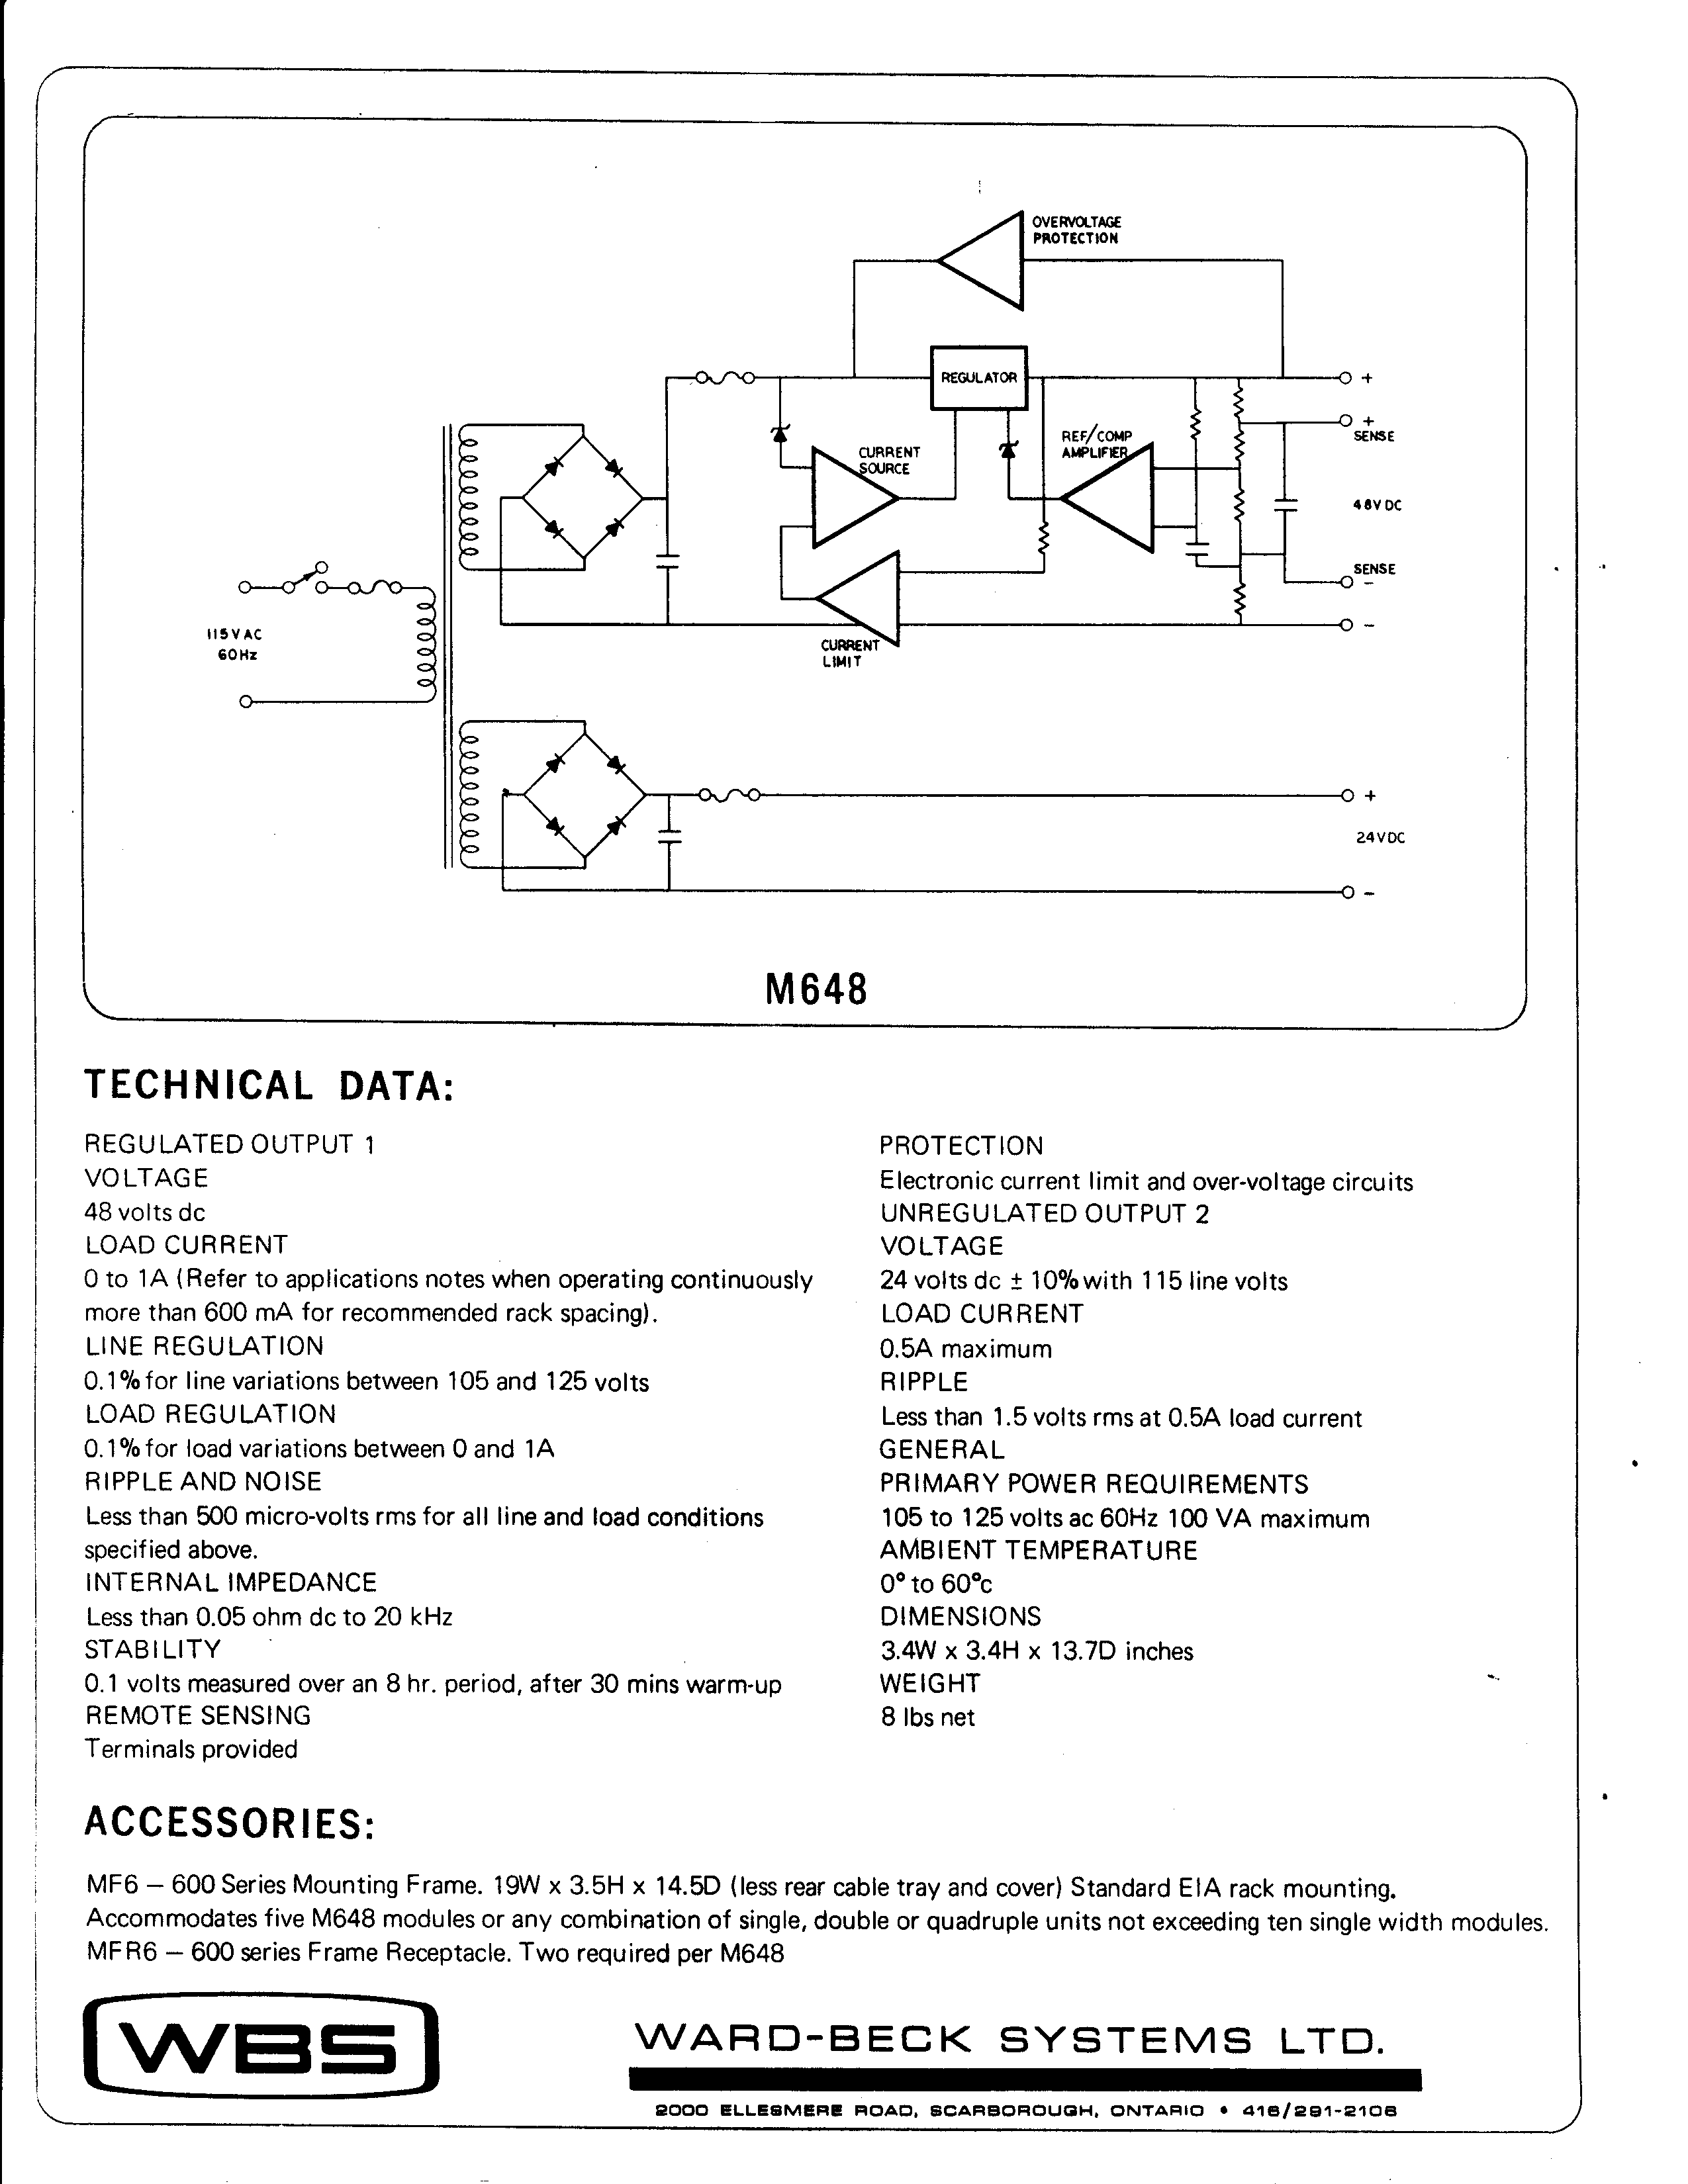 OVERVOLTAGE
PROTECTION
REGULATOR
+
+
SENSE
CURRENT
SOURCE
REF/COMP
AMPLIFIER
48V DC
SENSE
–
–
115VAC
60Hz
CURRENT
LIMIT
+
24VDC
–
M648
TECHNICAL DATA:
REGULATED OUTPUT 1
VOLTAGE
48 volts dc
LOAD CURRENT
0 to 1A (Refer to applications notes when operating continuously
more than 600 mA for recommended rack spacing).
LINE REGULATION
0.1% for line variations between 105 and 125 volts
LOAD REGULATION
0.1% for load variations between 0 and 1A
RIPPLE AND NOISE
Less than 500 micro-volts rms for all line and load conditions
specified above.
INTERNAL IMPEDANCE
Less than 0.05 ohm dc to 20 kHz
STABILITY
0.1 volts measured over an 8 hr. period, after 30 mins warm-up
REMOTE SENSING
Terminals provided
PROTECTION
Electronic current limit and over-voltage circuits
UNREGULATED OUTPUT 2
VOLTAGE
24 volts dc ± 10% with 115 line volts
LOAD CURRENT
0.5A maximum
RIPPLE
Less than 1.5 volts rms at 0.5A load current
GENERAL
PRIMARY POWER REQUIREMENTS
105 to 125 volts ac 60Hz 100 VA maximum
AMBIENT TEMPERATURE
0° to 60°c
DIMENSIONS
3.4W x 3.4H x 13.7D inches
WEIGHT
8 lbs net
ACCESSORIES:
MF6 – 600 Series Mounting Frame. 19W x 3.5H x 14.5D (less rear cable tray and cover) Standard EIA rack mounting.
Accommodates five M648 modules or any combination of single, double or quadruple units not exceeding ten single width modules.
MFR6 – 600 series Frame Receptacle. Two required per M648
WBS
WARD-BECK SYSTEMS LTD.
2000 ELLESMERE ROAD, SCARBOROUGH, ONTARIO • 416/291-2106